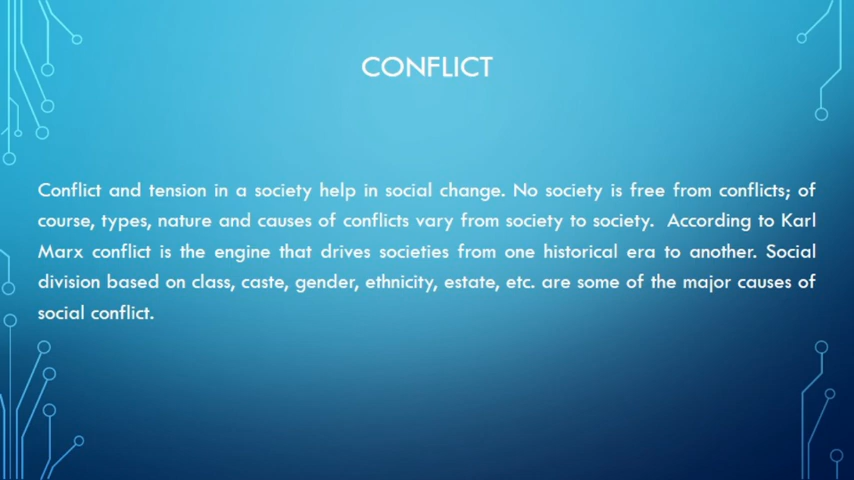 CONFLICT
Conflict and tension in a society help in social change. No society is free from conflicts; of
course, types, nature and causes of conflicts vary from society to society. According to Karl
Marx conflict is the engine that drives societies from one historical era to another. Social
division based on class, caste, gender, ethnicity, estate, etc. are some of the major causes of
social conflict.